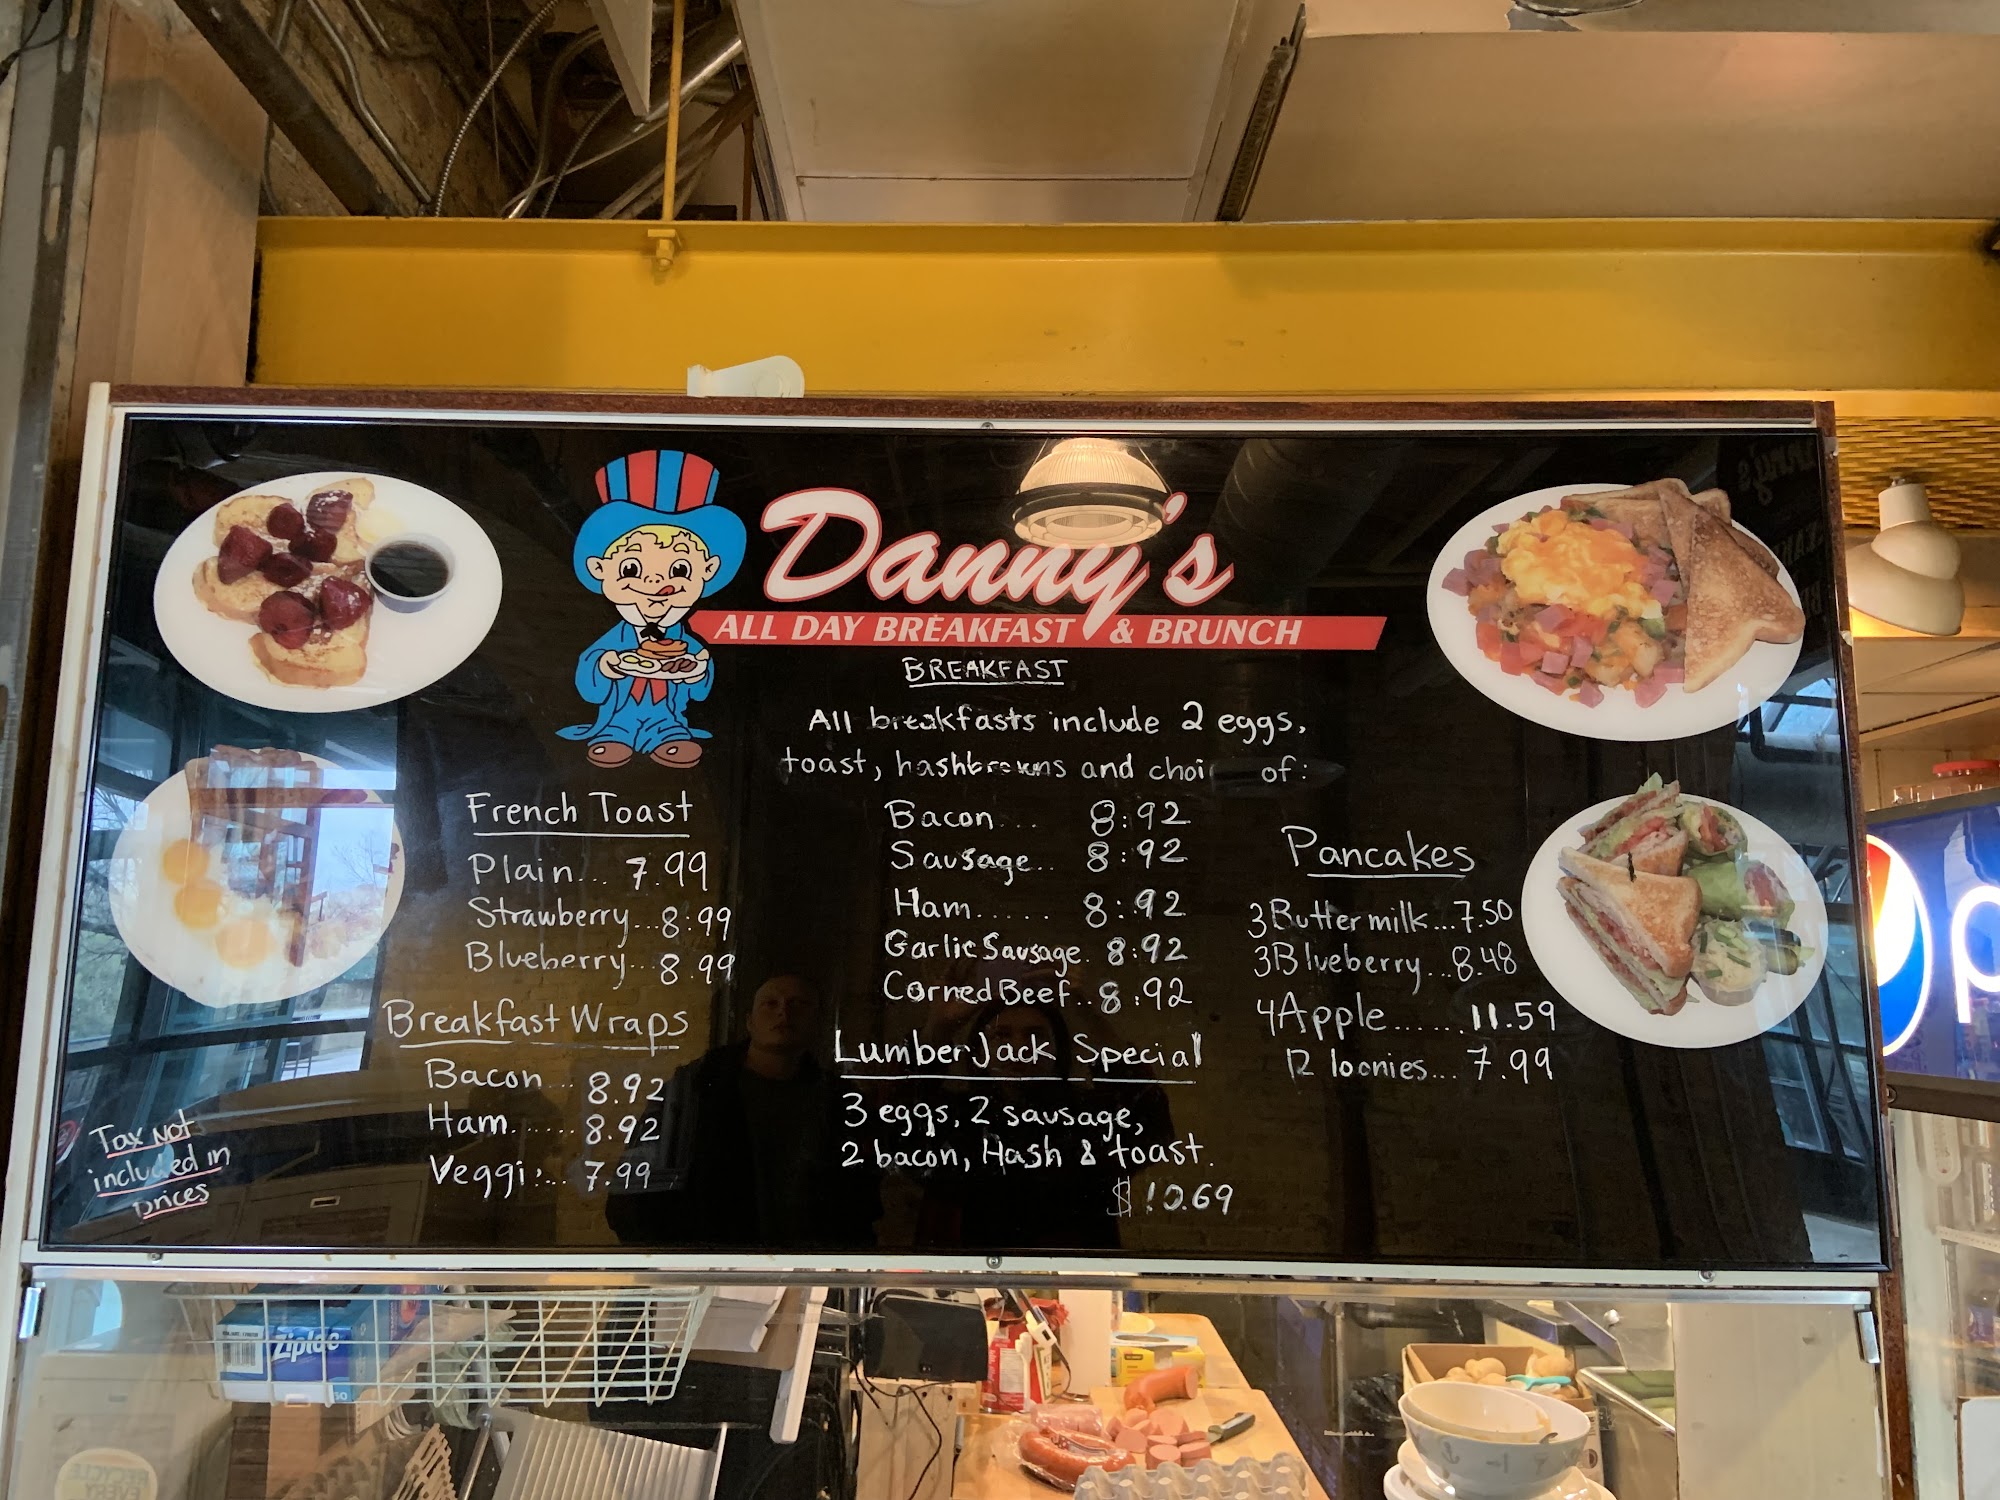 Danny's
ALL DAY BREAKFAST & BRUNCH
BREAKFAST
All breakfasts include 2 eggs,
toast, hashbrowns and choi of:
Bacon... 8:92
Sausage.. 8:92
Ham..... 8:92
Garlic Sausage. 8:92
Corned Beef.. 8:92
LumberJack Special
3 eggs, 2 sausage,
2 bacon, Hash & toast.
$10.69
French Toast
Plain... 7.99
Strawberry... 8:99
Blueberry... 8.99
Breakfast Wraps
Bacon... 8.92
Ham...... 8.92
Veggi:... 7.99
Tax not
included in
prices
Pancakes
3 Buttermilk... 7.50
3 Blueberry... 8.48
4 Apple...... 11.59
12 loonies... 7.99
Ziploc